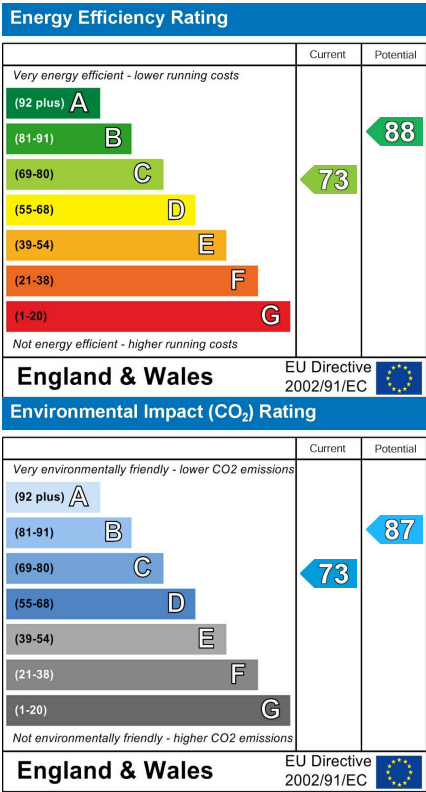 Energy Efficiency Rating
Current Potential
Very energy efficient - lower running costs
(92 plus) A
(81-91) B
88
(69-80) C
73
(55-68) D
(39-54) E
(21-38) F
(1-20) G
Not energy efficient - higher running costs
England & Wales
EU Directive
2002/91/EC
Environmental Impact (CO₂) Rating
Current Potential
Very environmentally friendly - lower CO2 emissions
(92 plus) A
(81-91) B
87
(69-80) C
73
(55-68) D
(39-54) E
(21-38) F
(1-20) G
Not environmentally friendly - higher CO2 emissions
England & Wales
EU Directive
2002/91/EC